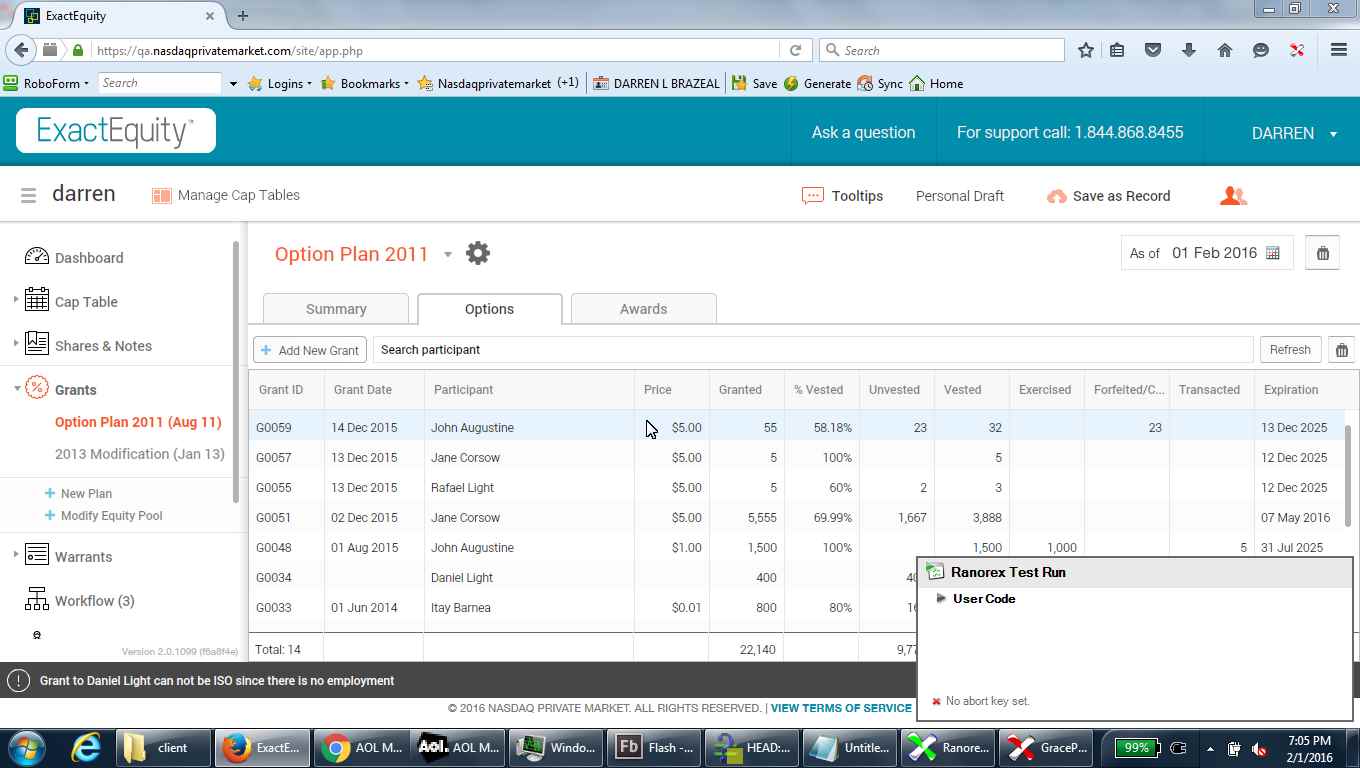 ExactEquity
https://qa.nasdaqprivatemarket.com/site/app.php
Search
RoboForm
Search
Logins
Bookmarks
Nasdaqprivatemarket (+1)
DARREN L BRAZEAL
Save
Generate
Sync
Home
ExactEquity™
Ask a question
For support call: 1.844.868.8455
DARREN
darren
Manage Cap Tables
Tooltips
Personal Draft
Save as Record
Dashboard
Cap Table
Shares & Notes
Grants
Option Plan 2011 (Aug 11)
2013 Modification (Jan 13)
+ New Plan
+ Modify Equity Pool
Warrants
Workflow (3)
Version 2.0.1099 (f6a8f4e)
Option Plan 2011
As of 01 Feb 2016
Summary
Options
Awards
+ Add New Grant
Search participant
Refresh
Grant ID Grant Date Participant Price Granted % Vested Unvested Vested Exercised Forfeited/C... Transacted Expiration
G0059 14 Dec 2015 John Augustine $5.00 55 58.18% 23 32 23 13 Dec 2025
G0057 13 Dec 2015 Jane Corsow $5.00 5 100% 5 12 Dec 2025
G0055 13 Dec 2015 Rafael Light $5.00 5 60% 2 3 12 Dec 2025
G0051 02 Dec 2015 Jane Corsow $5.00 5,555 69.99% 1,667 3,888 07 May 2016
G0048 01 Aug 2015 John Augustine $1.00 1,500 100% 1,500 1,000 5 31 Jul 2025
G0034 Daniel Light 400
G0033 01 Jun 2014 Itay Barnea $0.01 800 80%
Total: 14 22,140
Ranorex Test Run
User Code
No abort key set.
Grant to Daniel Light can not be ISO since there is no employment
© 2016 NASDAQ PRIVATE MARKET. ALL RIGHTS RESERVED. | VIEW TERMS OF SERVICE
client
ExactE...
AOL M...
Aol.
AOL M...
Windo...
Fb
Flash -...
HEAD:...
Untitle...
Ranore...
GraceP...
99%
7:05 PM
2/1/2016